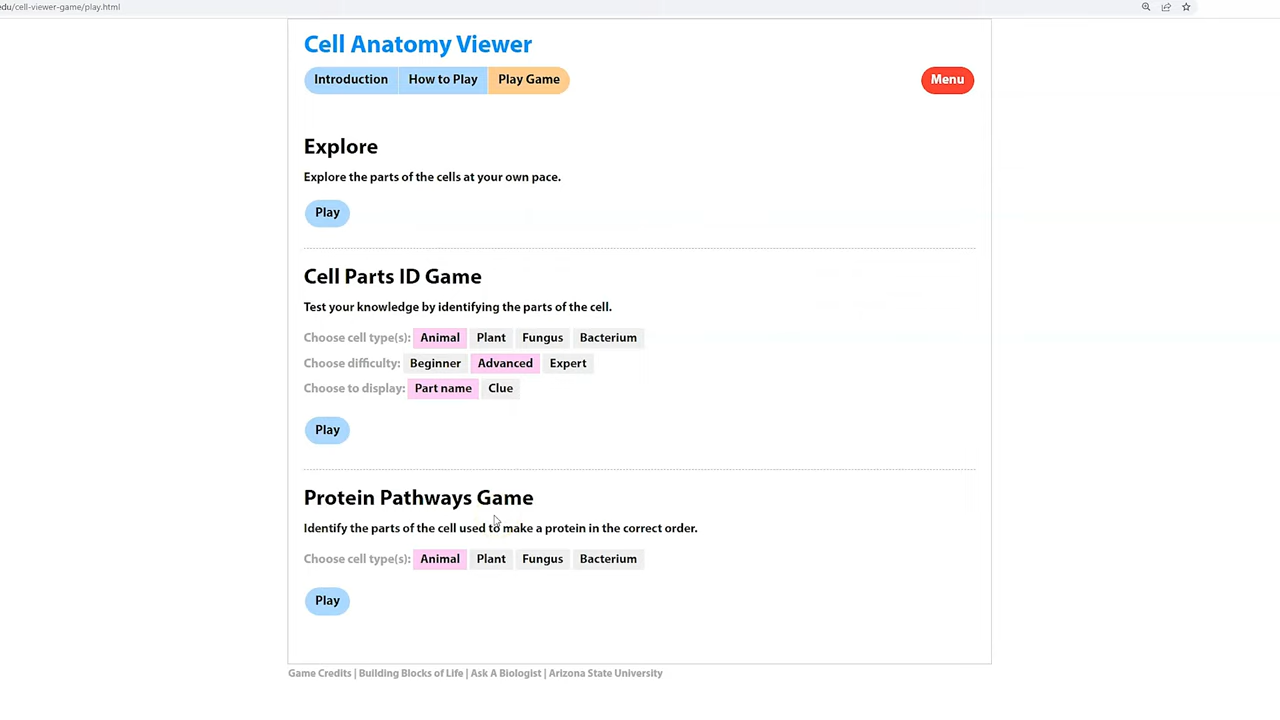 edu/cell-viewer-game/play.html
Cell Anatomy Viewer
Introduction How to Play Play Game Menu
Explore
Explore the parts of the cells at your own pace.
Play
Cell Parts ID Game
Test your knowledge by identifying the parts of the cell.
Choose cell type(s): Animal Plant Fungus Bacterium
Choose difficulty: Beginner Advanced Expert
Choose to display: Part name Clue
Play
Protein Pathways Game
Identify the parts of the cell used to make a protein in the correct order.
Choose cell type(s): Animal Plant Fungus Bacterium
Play
Game Credits | Building Blocks of Life | Ask A Biologist | Arizona State University